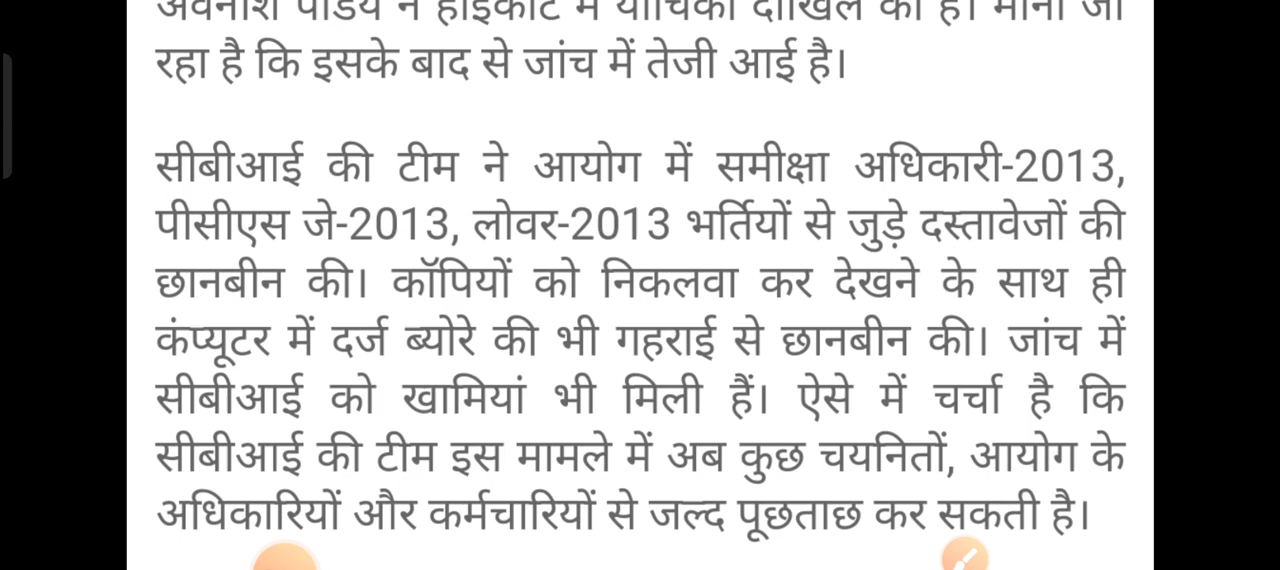 अवनीश पांडेय ने हाईकोर्ट में याचिका दाखिल की है। माना जा
रहा है कि इसके बाद से जांच में तेजी आई है।
सीबीआई की टीम ने आयोग में समीक्षा अधिकारी-2013,
पीसीएस जे-2013, लोवर-2013 भर्तियों से जुड़े दस्तावेजों की
छानबीन की। कॉपियों को निकलवा कर देखने के साथ ही
कंप्यूटर में दर्ज ब्योरे की भी गहराई से छानबीन की। जांच में
सीबीआई को खामियां भी मिली हैं। ऐसे में चर्चा है कि
सीबीआई की टीम इस मामले में अब कुछ चयनितों, आयोग के
अधिकारियों और कर्मचारियों से जल्द पूछताछ कर सकती है।